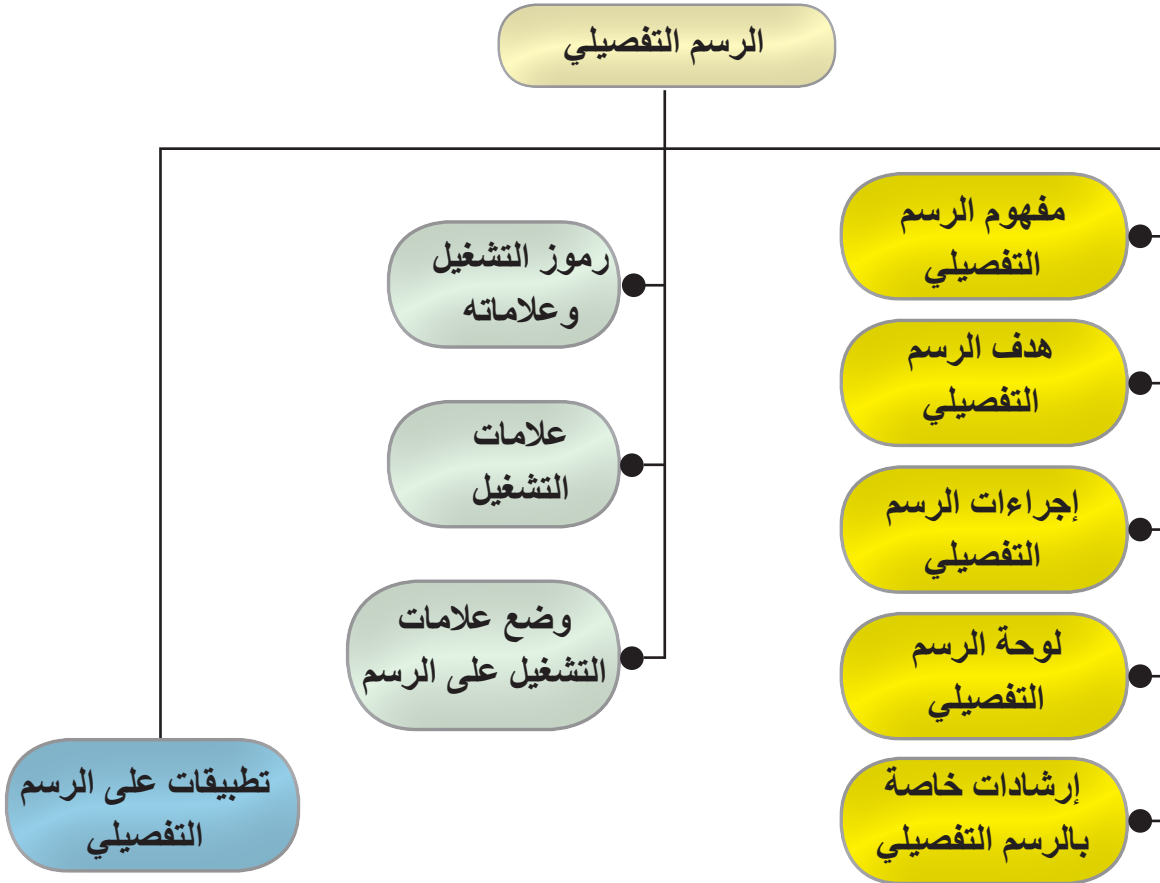 الرسم التفصيلي
مفهوم الرسم
التفصيلي
هدف الرسم
التفصيلي
إجراءات الرسم
التفصيلي
لوحة الرسم
التفصيلي
إرشادات خاصة
بالرسم التفصيلي
رموز التشغيل
وعلاماته
علامات
التشغيل
وضع علامات
التشغيل على الرسم
تطبيقات على الرسم
التفصيلي